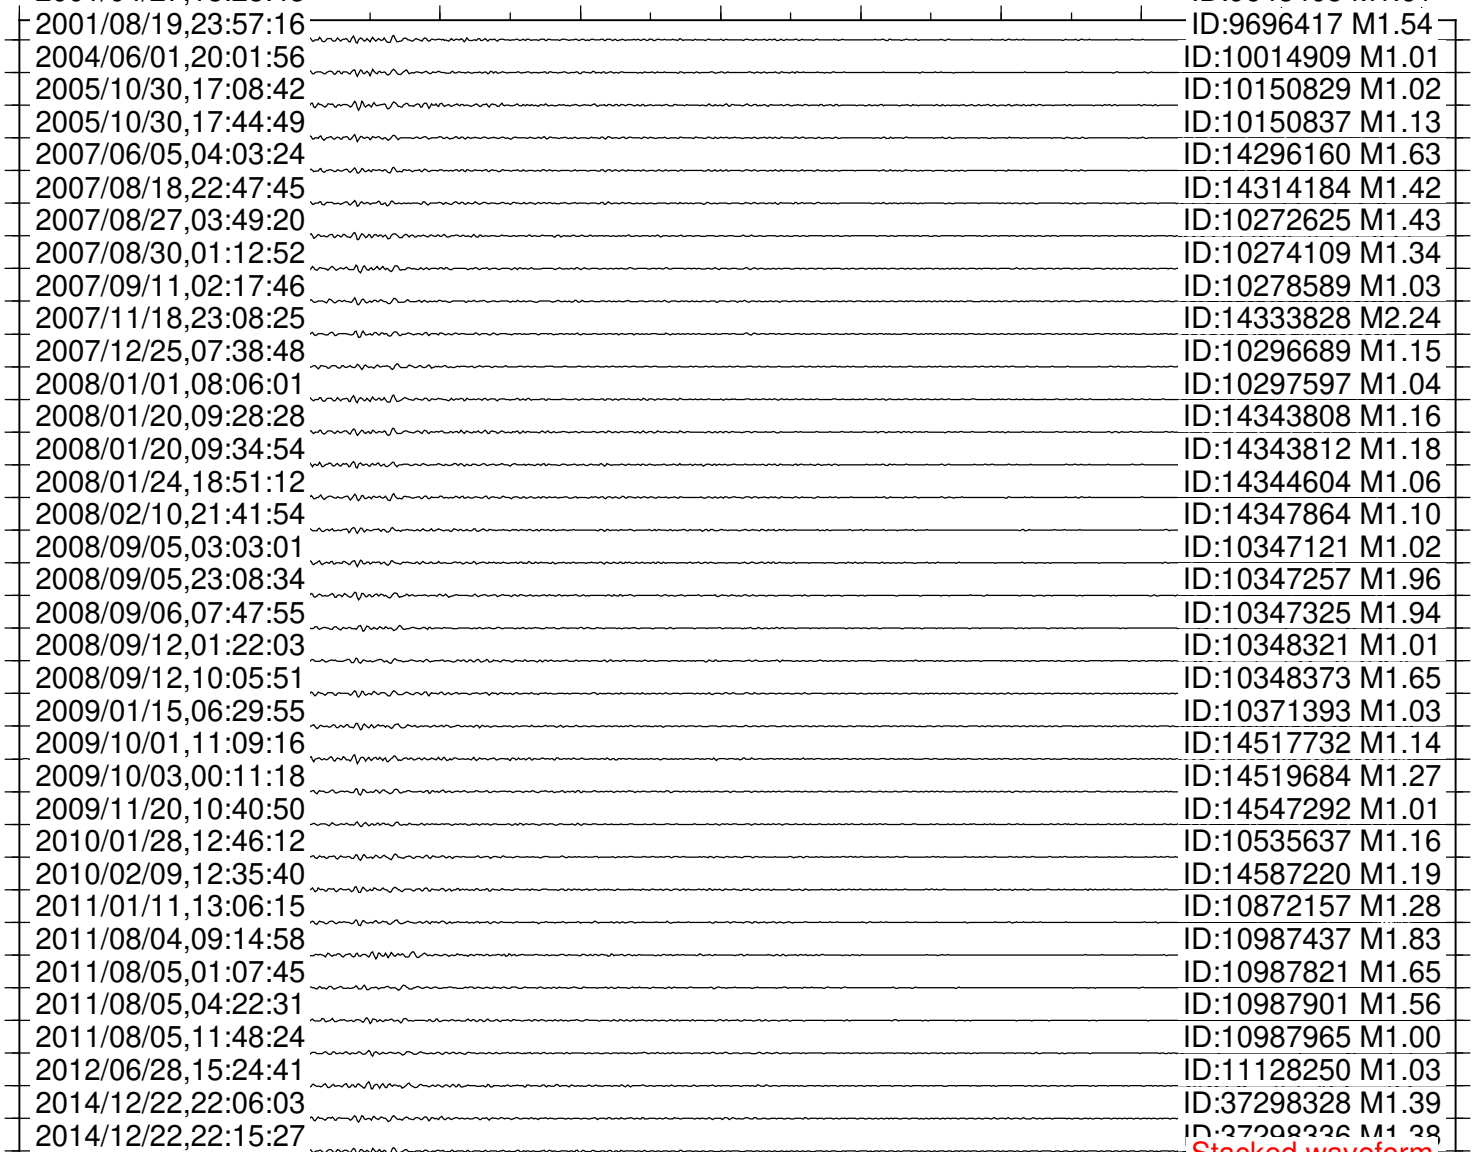 2001/08/19,23:57:16 ID:9696417 M1.54
2004/06/01,20:01:56 ID:10014909 M1.01
2005/10/30,17:08:42 ID:10150829 M1.02
2005/10/30,17:44:49 ID:10150837 M1.13
2007/06/05,04:03:24 ID:14296160 M1.63
2007/08/18,22:47:45 ID:14314184 M1.42
2007/08/27,03:49:20 ID:10272625 M1.43
2007/08/30,01:12:52 ID:10274109 M1.34
2007/09/11,02:17:46 ID:10278589 M1.03
2007/11/18,23:08:25 ID:14333828 M2.24
2007/12/25,07:38:48 ID:10296689 M1.15
2008/01/01,08:06:01 ID:10297597 M1.04
2008/01/20,09:28:28 ID:14343808 M1.16
2008/01/20,09:34:54 ID:14343812 M1.18
2008/01/24,18:51:12 ID:14344604 M1.06
2008/02/10,21:41:54 ID:14347864 M1.10
2008/09/05,03:03:01 ID:10347121 M1.02
2008/09/05,23:08:34 ID:10347257 M1.96
2008/09/06,07:47:55 ID:10347325 M1.94
2008/09/12,01:22:03 ID:10348321 M1.01
2008/09/12,10:05:51 ID:10348373 M1.65
2009/01/15,06:29:55 ID:10371393 M1.03
2009/10/01,11:09:16 ID:14517732 M1.14
2009/10/03,00:11:18 ID:14519684 M1.27
2009/11/20,10:40:50 ID:14547292 M1.01
2010/01/28,12:46:12 ID:10535637 M1.16
2010/02/09,12:35:40 ID:14587220 M1.19
2011/01/11,13:06:15 ID:10872157 M1.28
2011/08/04,09:14:58 ID:10987437 M1.83
2011/08/05,01:07:45 ID:10987821 M1.65
2011/08/05,04:22:31 ID:10987901 M1.56
2011/08/05,11:48:24 ID:10987965 M1.00
2012/06/28,15:24:41 ID:11128250 M1.03
2014/12/22,22:06:03 ID:37298328 M1.39
2014/12/22,22:15:27 ID:37298336 M1.38
Stacked waveform